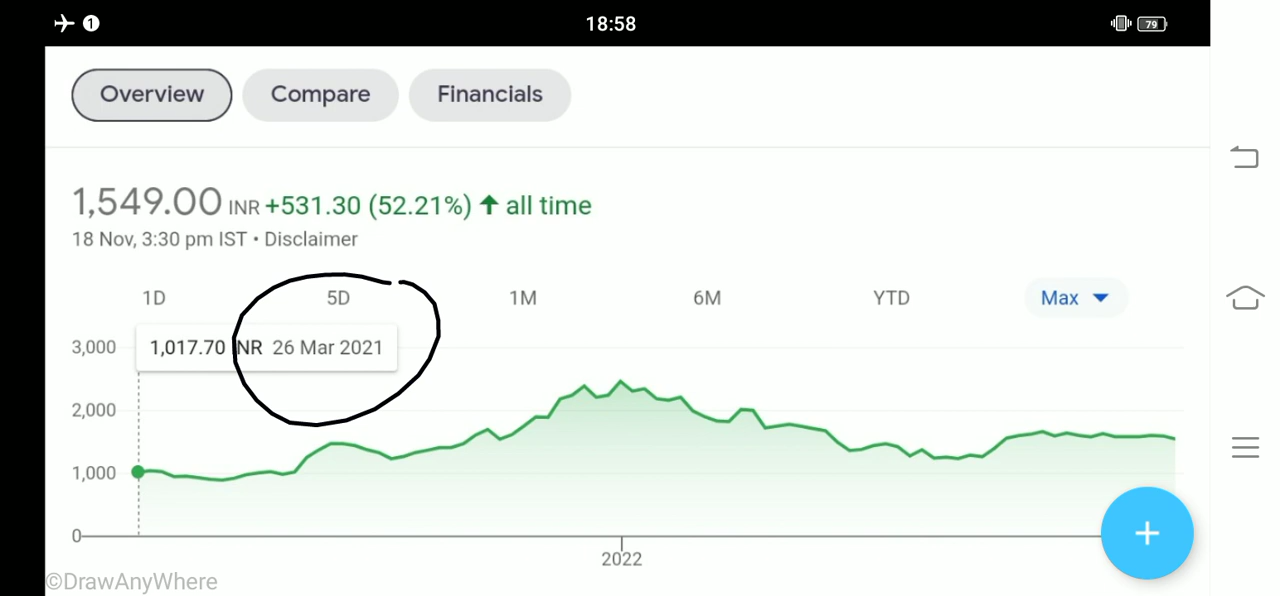 1 18:58 79
Overview Compare Financials
1,549.00 INR +531.30 (52.21%) ↑ all time
18 Nov, 3:30 pm IST • Disclaimer
1D 5D 1M 6M YTD Max
1,017.70 INR 26 Mar 2021
3,000
2,000
1,000
0
2022
©DrawAnyWhere